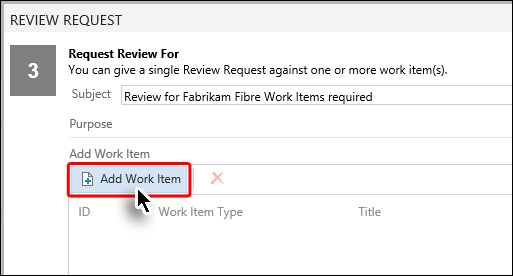 REVIEW REQUEST
3
Request Review For
You can give a single Review Request against one or more work item(s).
Subject Review for Fabrikam Fibre Work Items required
Purpose
Add Work Item
Add Work Item
ID Work Item Type Title